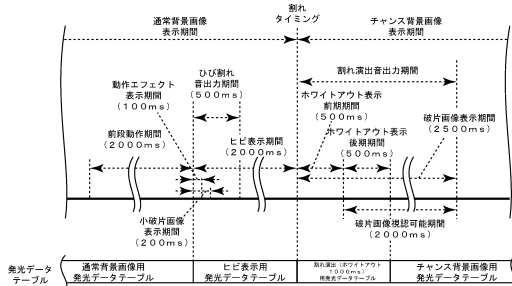 通常背景画像
表示期間
割れ
タイミング
チャンス背景画像
表示期間
動作エフェクト
表示期間
(100ms)
ひび割れ
音出力期間
(500ms)
割れ演出音出力期間
ホワイトアウト表示
前期期間
(500ms)
破片画像表示期間
(2500ms)
前段動作期間
(2000ms)
ヒビ表示期間
(2000ms)
ホワイトアウト表示
後期期間
(500ms)
小破片画像
表示期間
(200ms)
破片画像視認可能期間
(2000ms)
発光データ
テーブル
通常背景画像用
発光データテーブル
ヒビ表示用
発光データテーブル
割れ演出(ホワイトアウト
1000ms)
用発光データテーブル
チャンス背景画像用
発光データテーブル